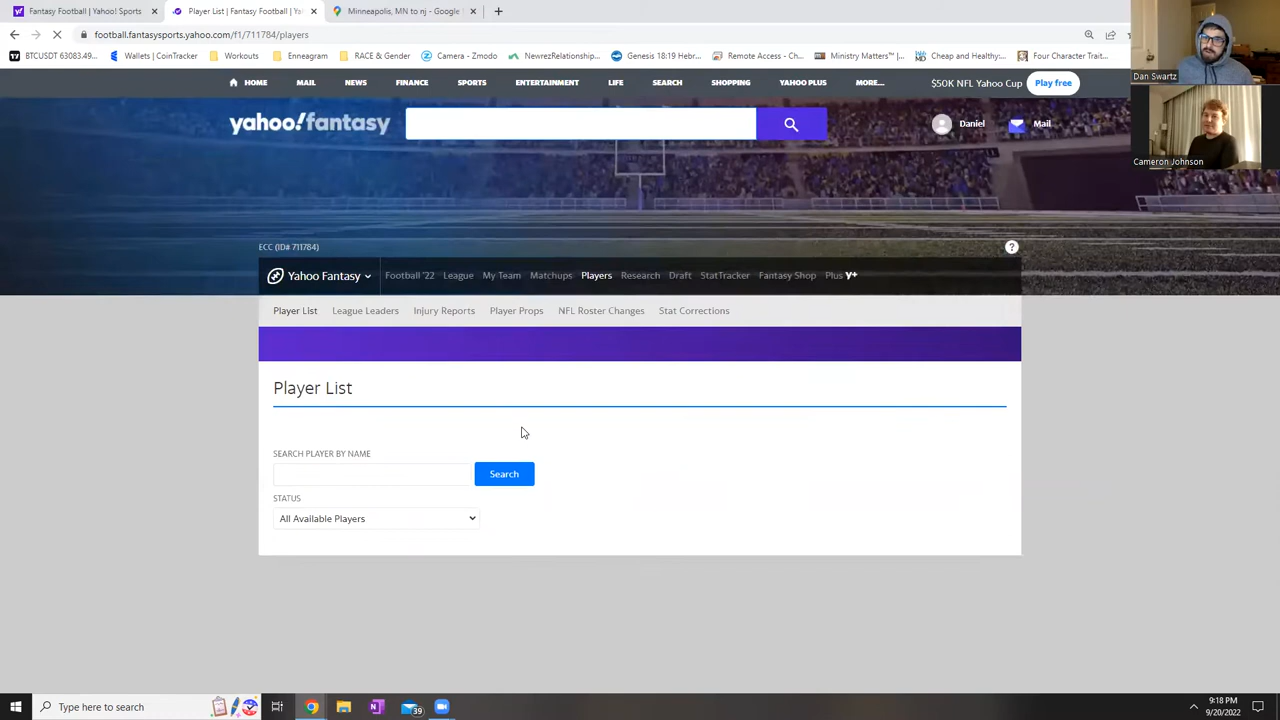 Fantasy Football | Yahoo! Sports
Player List | Fantasy Football | Ya
Minneapolis, MN to nj - Google
football.fantasysports.yahoo.com/f1/711784/players
BTCUSDT 63083.49...
Wallets | CoinTracker
Workouts
Enneagram
RACE & Gender
Camera - Zmodo
NewrezRelationship...
Genesis 18:19 Hebr...
Remote Access - Ch...
Ministry Matters™ |...
Cheap and Healthy:...
Four Character Trait...
HOME
MAIL
NEWS
FINANCE
SPORTS
ENTERTAINMENT
LIFE
SEARCH
SHOPPING
YAHOO PLUS
MORE...
$50K NFL Yahoo Cup
Play free
Dan Swartz
Cameron Johnson
yahoo!fantasy
Daniel
Mail
ECC (ID# 711784)
?
Yahoo Fantasy
Football '22
League
My Team
Matchups
Players
Research
Draft
StatTracker
Fantasy Shop
Plus y+
Player List
League Leaders
Injury Reports
Player Props
NFL Roster Changes
Stat Corrections
Player List
SEARCH PLAYER BY NAME
Search
STATUS
All Available Players
Type here to search
39
9:18 PM
9/20/2022